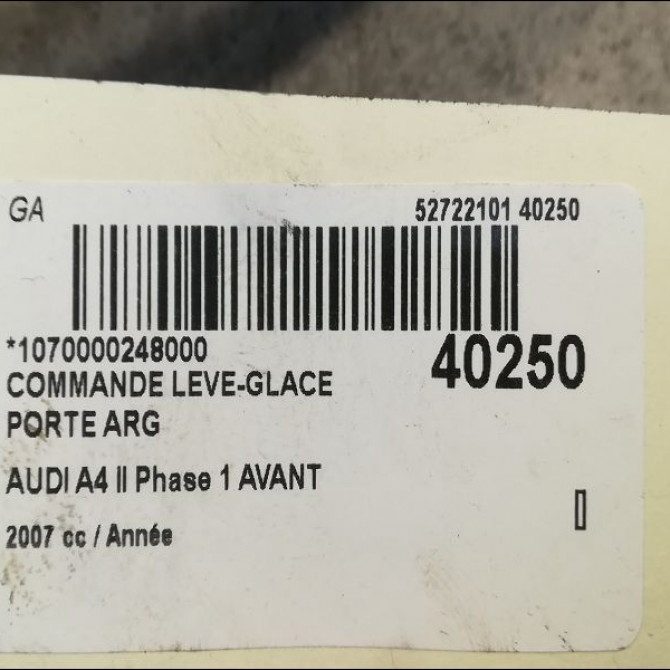 GA 52722101 40250
*1070000248000
40250
COMMANDE LEVE-GLACE
PORTE ARG
AUDI A4 II Phase 1 AVANT
2007 cc / Année